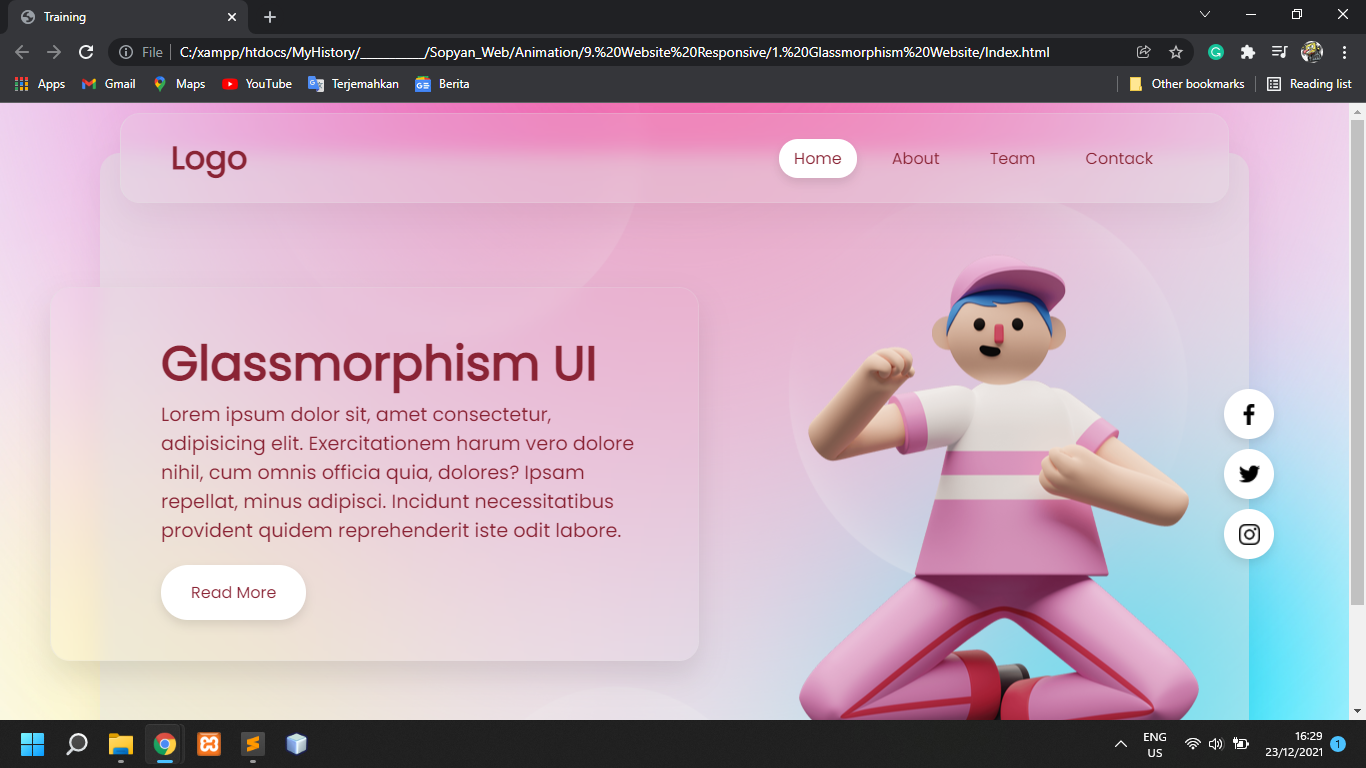 Training
File
C:/xampp/htdocs/MyHistory/__________/Sopyan_Web/Animation/9.%20Website%20Responsive/1.%20Glassmorphism%20Website/Index.html
Apps
Gmail
Maps
YouTube
Terjemahkan
Berita
Other bookmarks
Reading list
Logo
Home
About
Team
Contack
Glassmorphism UI
Lorem ipsum dolor sit, amet consectetur,
adipisicing elit. Exercitationem harum vero dolore
nihil, cum omnis officia quia, dolores? Ipsam
repellat, minus adipisci. Incidunt necessitatibus
provident quidem reprehenderit iste odit labore.
Read More
ENG
US
16:29
23/12/2021
1